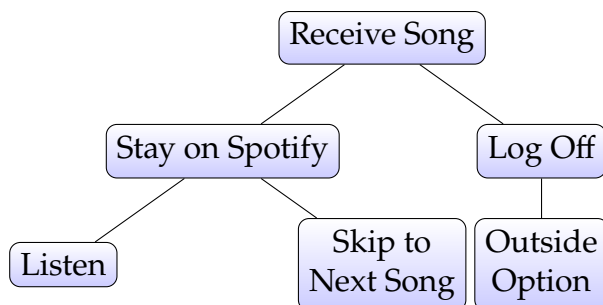 Receive Song
Stay on Spotify
Log Off
Listen
Skip to
Next Song
Outside
Option